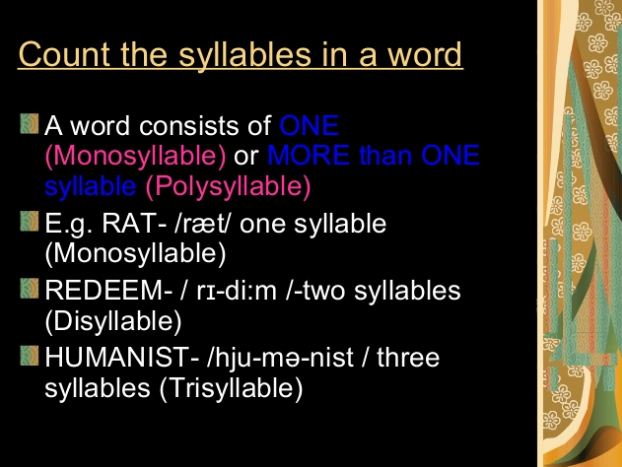 Count the syllables in a word
A word consists of ONE
(Monosyllable) or MORE than ONE
syllable (Polysyllable)
E.g. RAT- /ræt/ one syllable
(Monosyllable)
REDEEM- / rɪ-di:m /-two syllables
(Disyllable)
HUMANIST- /hju-mə-nist / three
syllables (Trisyllable)